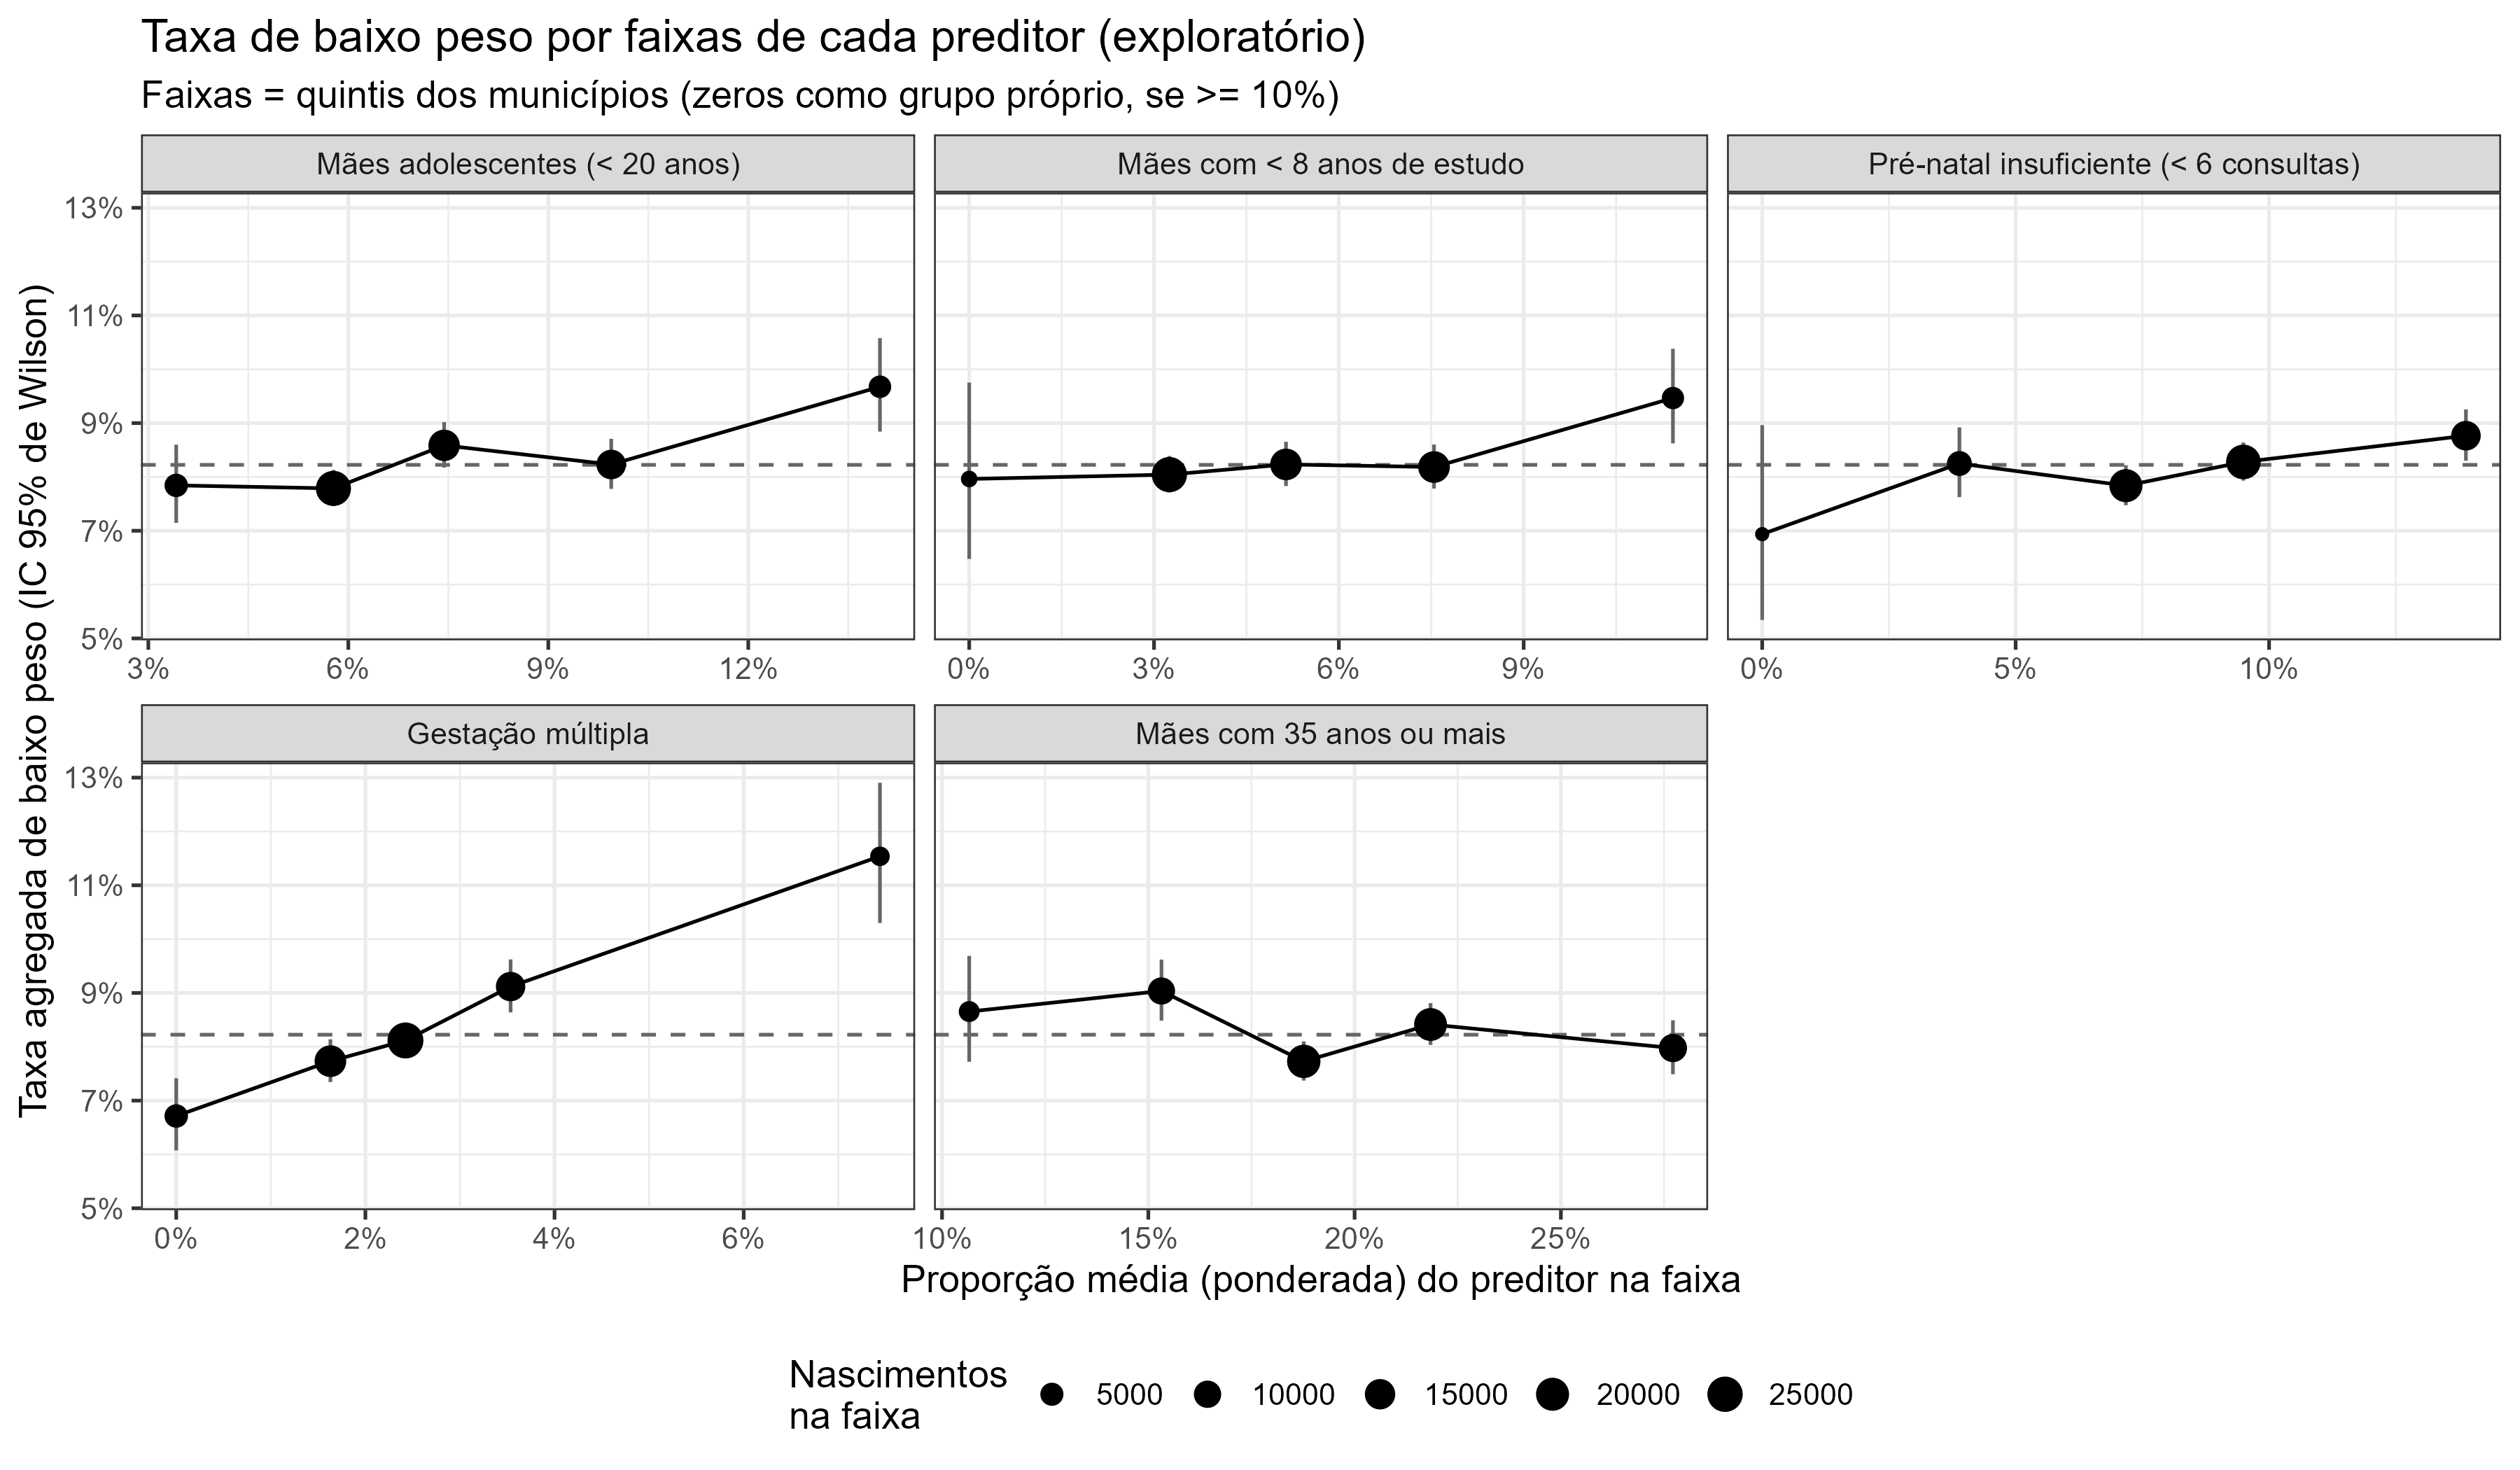 Taxa de baixo peso por faixas de cada preditor (exploratório)
Faixas = quintis dos municípios (zeros como grupo próprio, se >= 10%)
Mães adolescentes (< 20 anos)
Mães com < 8 anos de estudo
Pré-natal insuficiente (< 6 consultas)
13%
11%
9%
7%
5%
3% 6% 9% 12%
0% 3% 6% 9%
0% 5% 10%
Taxa agregada de baixo peso (IC 95% de Wilson)
Gestação múltipla
Mães com 35 anos ou mais
13%
11%
9%
7%
5%
0% 2% 4% 6%
10% 15% 20% 25%
Proporção média (ponderada) do preditor na faixa
Nascimentos
na faixa
5000 10000 15000 20000 25000